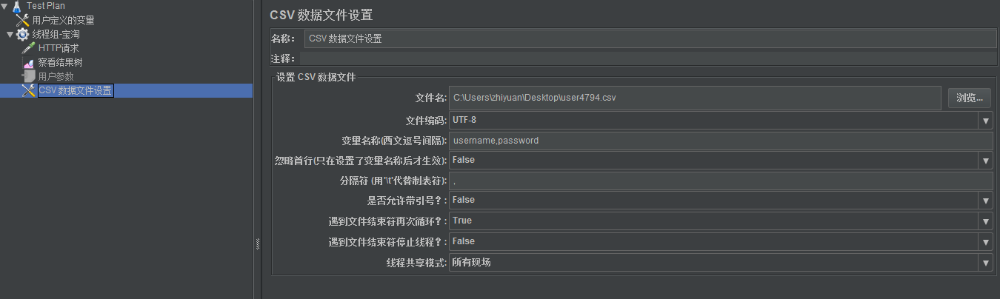 Test Plan
用户定义的变量
线程组-宝淘
HTTP请求
察看结果树
用户参数
CSV 数据文件设置
CSV 数据文件设置
名称： CSV 数据文件设置
注释：
设置 CSV 数据文件
文件名: C:\Users\zhiyuan\Desktop\user4794.csv 浏览...
文件编码: UTF-8
变量名称(西文逗号间隔): username,password
忽略首行(只在设置了变量名称后才生效): False
分隔符 (用'\t'代替制表符): ,
是否允许带引号？: False
遇到文件结束符再次循环？: True
遇到文件结束符停止线程？: False
线程共享模式: 所有现场